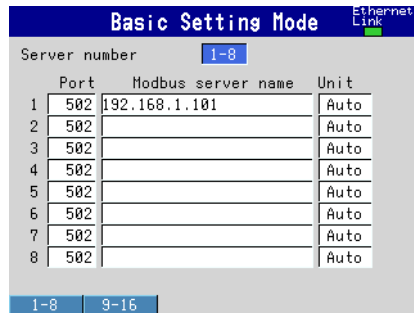 Basic Setting Mode Ethernet Link
Server number 1-8
Port Modbus server name Unit
1 502 192.168.1.101 Auto
2 502 Auto
3 502 Auto
4 502 Auto
5 502 Auto
6 502 Auto
7 502 Auto
8 502 Auto
1-8 9-16